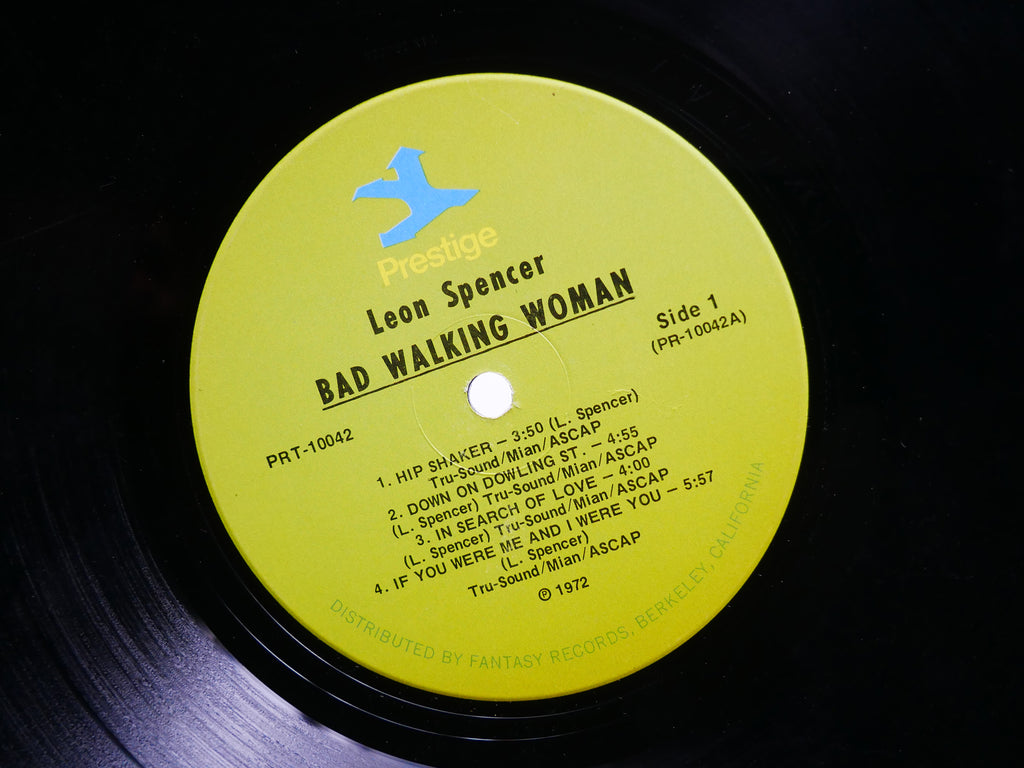 Prestige
Leon Spencer
BAD WALKING WOMAN
Side 1
(PR-10042A)
PRT-10042
1. HIP SHAKER – 3:50 (L. Spencer)
Tru-Sound/Mian/ASCAP
2. DOWN ON DOWLING ST. – 4:55
(L. Spencer) Tru-Sound/Mian/ASCAP
3. IN SEARCH OF LOVE – 4:00
(L. Spencer) Tru-Sound/Mian/ASCAP
4. IF YOU WERE ME AND I WERE YOU – 5:57
(L. Spencer)
Tru-Sound/Mian/ASCAP
℗ 1972
DISTRIBUTED BY FANTASY RECORDS, BERKELEY, CALIFORNIA